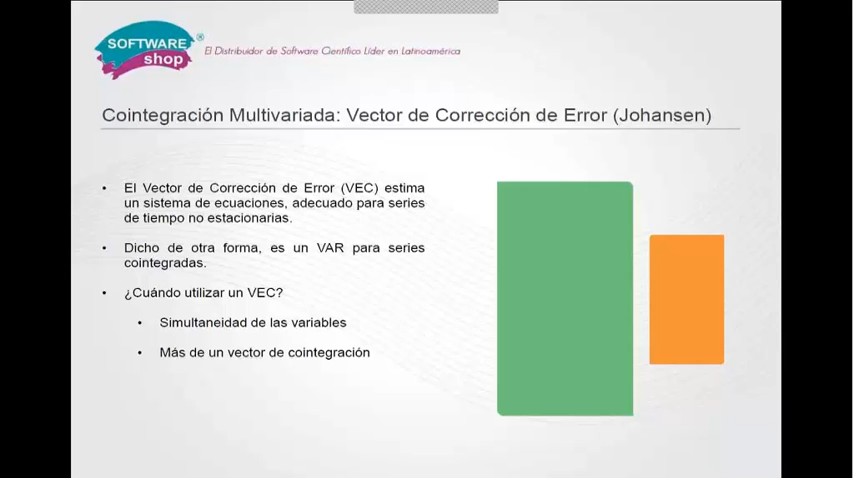 SOFTWARE ®
shop
El Distribuidor de Software Científico Líder en Latinoamérica
Cointegración Multivariada: Vector de Corrección de Error (Johansen)
• El Vector de Corrección de Error (VEC) estima
un sistema de ecuaciones, adecuado para series
de tiempo no estacionarias.
• Dicho de otra forma, es un VAR para series
cointegradas.
• ¿Cuándo utilizar un VEC?
• Simultaneidad de las variables
• Más de un vector de cointegración